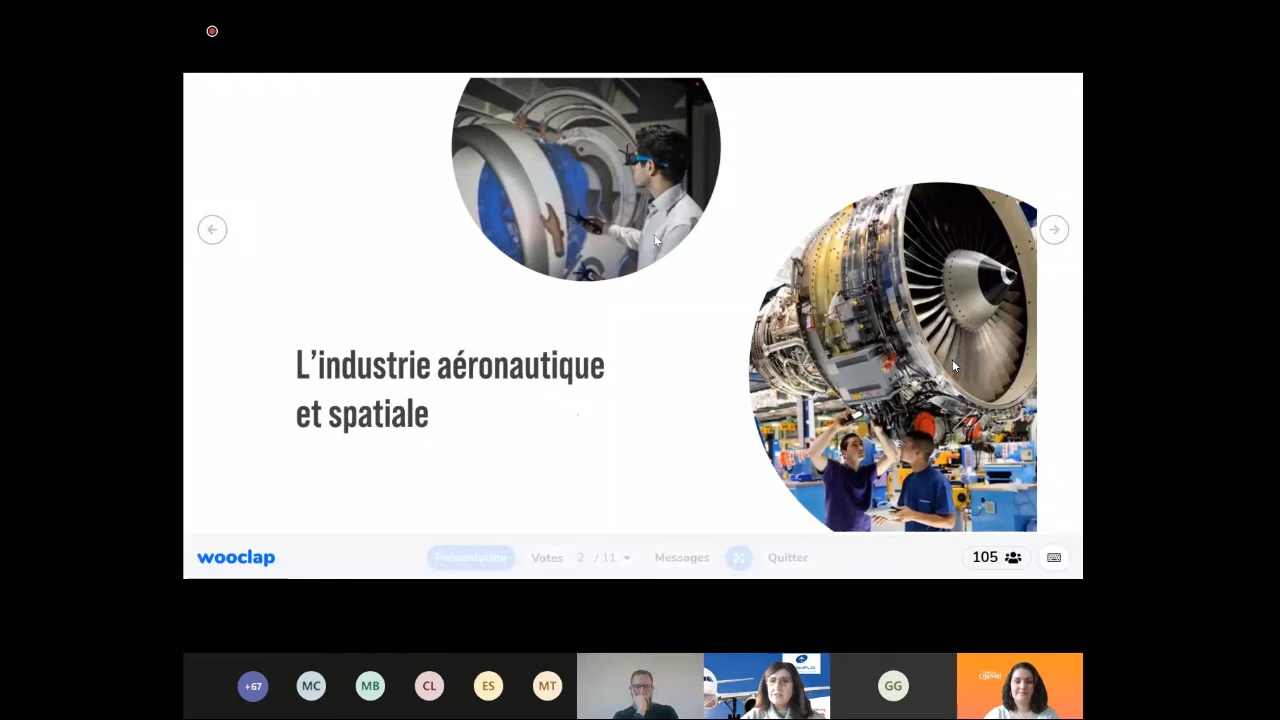 L’industrie aéronautique
et spatiale
wooclap
Présentation
Votes 2 / 11
Messages
Quitter
105
+67
MC
MB
CL
ES
MT
GG